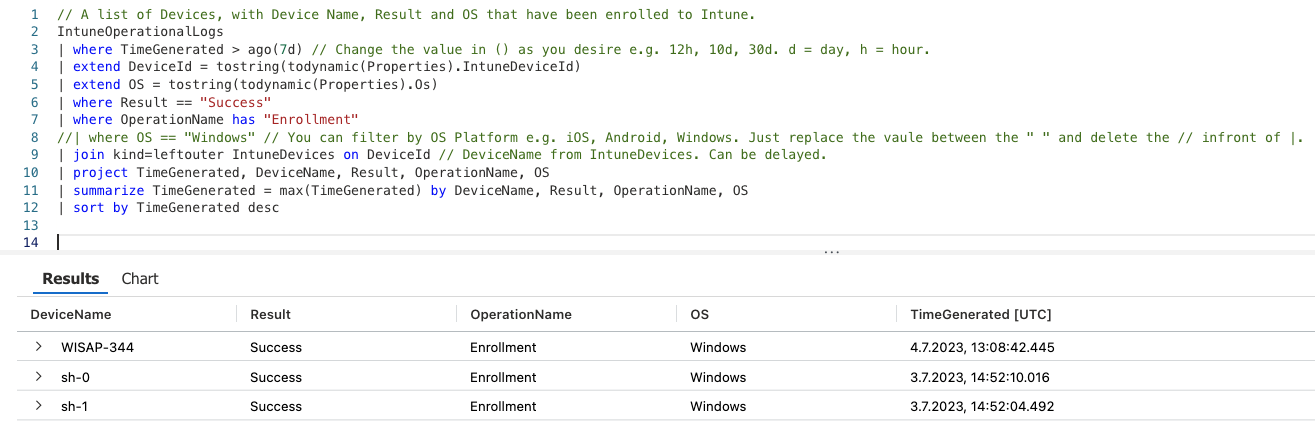 1 // A list of Devices, with Device Name, Result and OS that have been enrolled to Intune.
2 IntuneOperationalLogs
3 | where TimeGenerated > ago(7d) // Change the value in () as you desire e.g. 12h, 10d, 30d. d = day, h = hour.
4 | extend DeviceId = tostring(todynamic(Properties).IntuneDeviceId)
5 | extend OS = tostring(todynamic(Properties).Os)
6 | where Result == "Success"
7 | where OperationName has "Enrollment"
8 //| where OS == "Windows" // You can filter by OS Platform e.g. iOS, Android, Windows. Just replace the vaule between the " " and delete the // infront of |.
9 | join kind=leftouter IntuneDevices on DeviceId // DeviceName from IntuneDevices. Can be delayed.
10 | project TimeGenerated, DeviceName, Result, OperationName, OS
11 | summarize TimeGenerated = max(TimeGenerated) by DeviceName, Result, OperationName, OS
12 | sort by TimeGenerated desc
13
14
...
Results Chart
DeviceName Result OperationName OS TimeGenerated [UTC]
WISAP-344 Success Enrollment Windows 4.7.2023, 13:08:42.445
sh-0 Success Enrollment Windows 3.7.2023, 14:52:10.016
sh-1 Success Enrollment Windows 3.7.2023, 14:52:04.492